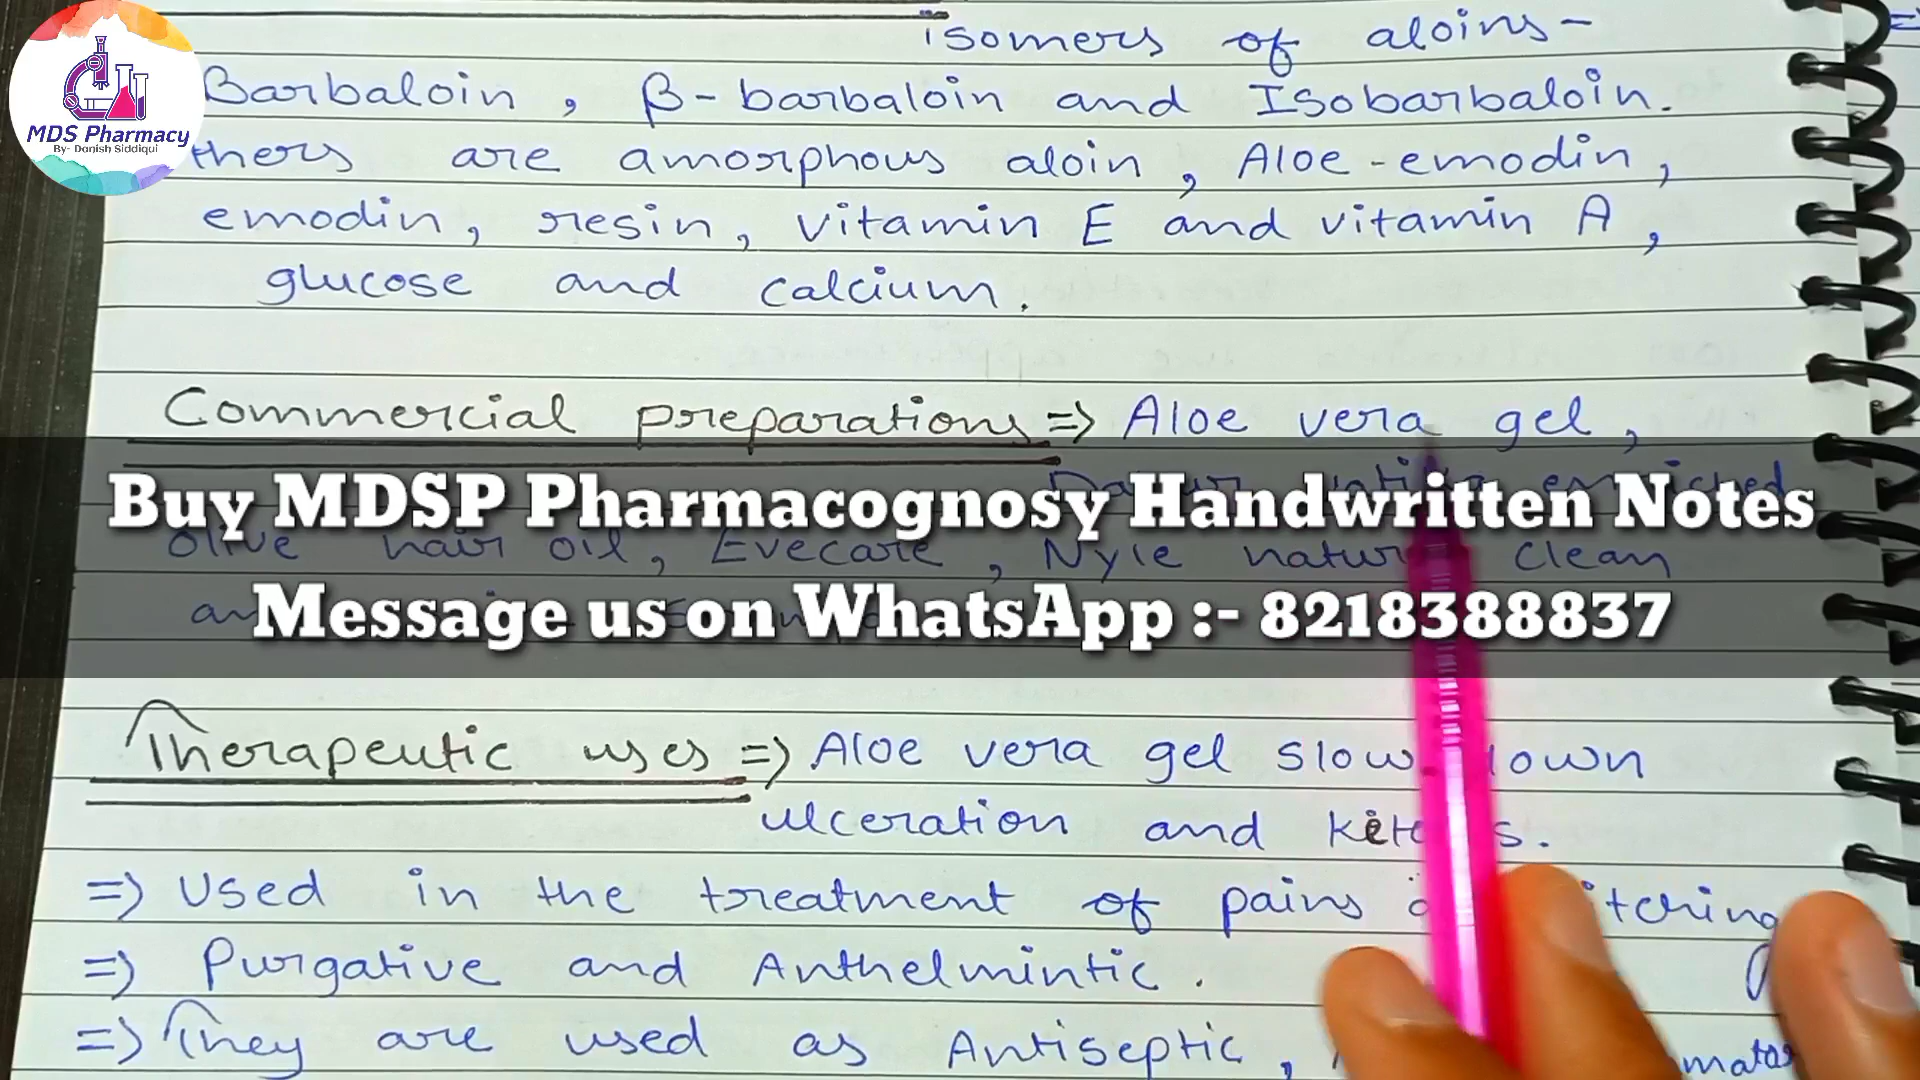 isomers of aloins-
Barbaloin, β-barbaloin and Isobarbaloin.
thers are amorphous aloin, Aloe-emodin,
emodin, resin, vitamin E and vitamin A,
glucose and calcium.
MDS Pharmacy
By- Danish Siddiqui
Commercial preparations => Aloe vera gel,
enriched
Buy MDSP Pharmacognosy Handwritten Notes
olive hair oil, Evecare, Nyle clean
Message us on WhatsApp :- 8218388837
Therapeutic uses => Aloe vera gel slow
ulceration and
=> Used in the treatment of pains
=> Purgative and Anthelmintic.
=> They are used as Antiseptic,